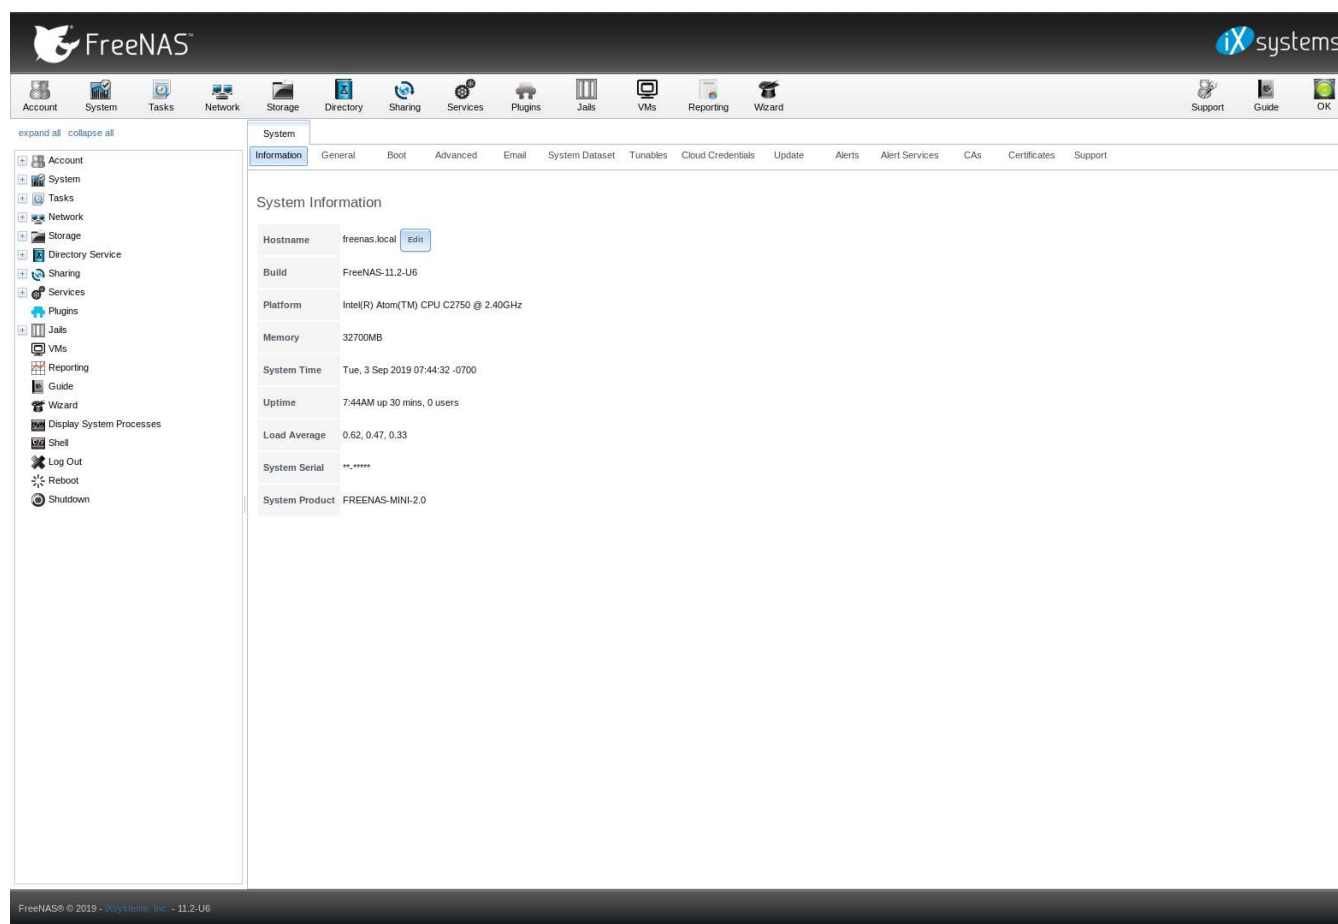 FreeNAS™
iXsystems
Account System Tasks Network Storage Directory Sharing Services Plugins Jails VMs Reporting Wizard Support Guide OK
expand all collapse all
System
Information General Boot Advanced Email System Dataset Tunables Cloud Credentials Update Alerts Alert Services CAs Certificates Support
Account
System
Tasks
Network
Storage
Directory Service
Sharing
Services
Plugins
Jails
VMs
Reporting
Guide
Wizard
Display System Processes
Shell
Log Out
Reboot
Shutdown
System Information
Hostname freenas.local Edit
Build FreeNAS-11.2-U6
Platform Intel(R) Atom(TM) CPU C2750 @ 2.40GHz
Memory 32700MB
System Time Tue, 3 Sep 2019 07:44:32 -0700
Uptime 7:44AM up 30 mins, 0 users
Load Average 0.62, 0.47, 0.33
System Serial **-*****
System Product FREENAS-MINI-2.0
FreeNAS® © 2019 - iXsystems, Inc. - 11.2-U6